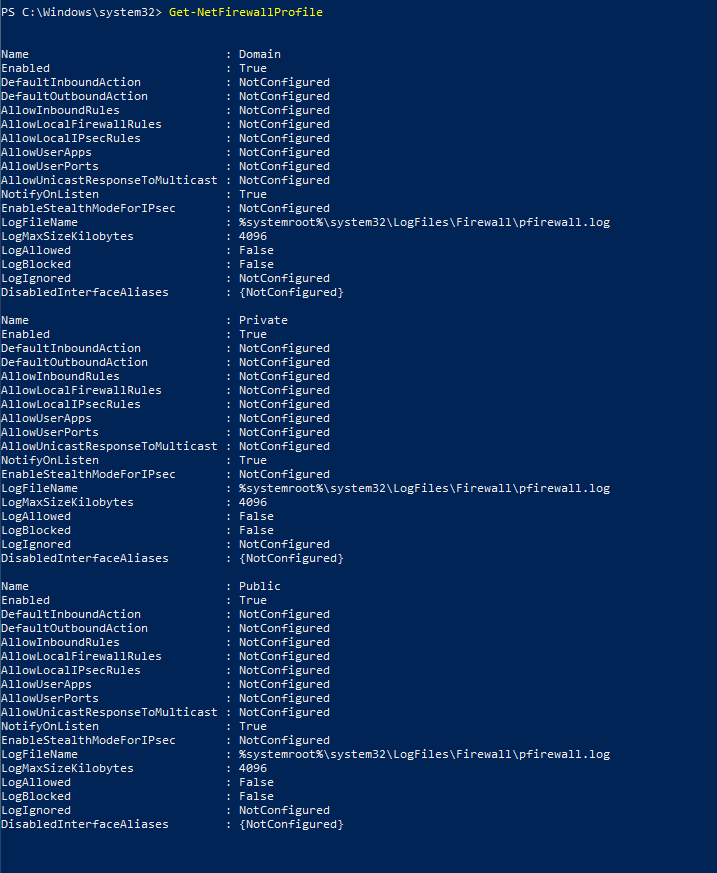 PS C:\Windows\system32> Get-NetFirewallProfile
Name : Domain
Enabled : True
DefaultInboundAction : NotConfigured
DefaultOutboundAction : NotConfigured
AllowInboundRules : NotConfigured
AllowLocalFirewallRules : NotConfigured
AllowLocalIPsecRules : NotConfigured
AllowUserApps : NotConfigured
AllowUserPorts : NotConfigured
AllowUnicastResponseToMulticast : NotConfigured
NotifyOnListen : True
EnableStealthModeForIPsec : NotConfigured
LogFileName : %systemroot%\system32\LogFiles\Firewall\pfirewall.log
LogMaxSizeKilobytes : 4096
LogAllowed : False
LogBlocked : False
LogIgnored : NotConfigured
DisabledInterfaceAliases : {NotConfigured}
Name : Private
Enabled : True
DefaultInboundAction : NotConfigured
DefaultOutboundAction : NotConfigured
AllowInboundRules : NotConfigured
AllowLocalFirewallRules : NotConfigured
AllowLocalIPsecRules : NotConfigured
AllowUserApps : NotConfigured
AllowUserPorts : NotConfigured
AllowUnicastResponseToMulticast : NotConfigured
NotifyOnListen : True
EnableStealthModeForIPsec : NotConfigured
LogFileName : %systemroot%\system32\LogFiles\Firewall\pfirewall.log
LogMaxSizeKilobytes : 4096
LogAllowed : False
LogBlocked : False
LogIgnored : NotConfigured
DisabledInterfaceAliases : {NotConfigured}
Name : Public
Enabled : True
DefaultInboundAction : NotConfigured
DefaultOutboundAction : NotConfigured
AllowInboundRules : NotConfigured
AllowLocalFirewallRules : NotConfigured
AllowLocalIPsecRules : NotConfigured
AllowUserApps : NotConfigured
AllowUserPorts : NotConfigured
AllowUnicastResponseToMulticast : NotConfigured
NotifyOnListen : True
EnableStealthModeForIPsec : NotConfigured
LogFileName : %systemroot%\system32\LogFiles\Firewall\pfirewall.log
LogMaxSizeKilobytes : 4096
LogAllowed : False
LogBlocked : False
LogIgnored : NotConfigured
DisabledInterfaceAliases : {NotConfigured}